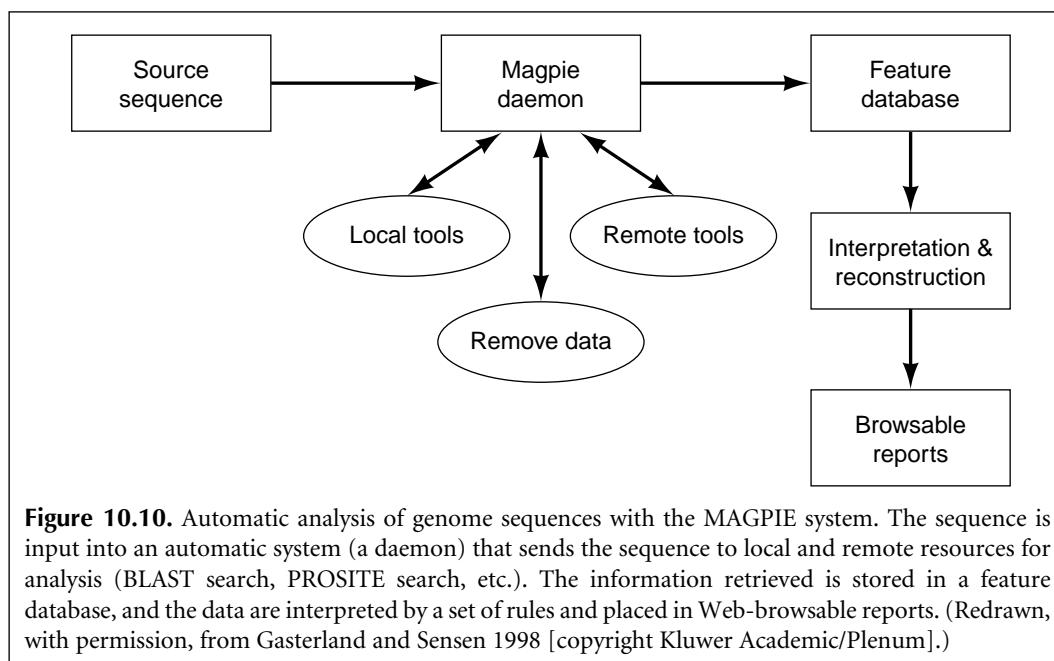 Source
sequence
Magpie
daemon
Feature
database
Local tools
Remote tools
Remove data
Interpretation &
reconstruction
Browsable
reports
Figure 10.10. Automatic analysis of genome sequences with the MAGPIE system. The sequence is
input into an automatic system (a daemon) that sends the sequence to local and remote resources for
analysis (BLAST search, PROSITE search, etc.). The information retrieved is stored in a feature
database, and the data are interpreted by a set of rules and placed in Web-browsable reports. (Redrawn,
with permission, from Gasterland and Sensen 1998 [copyright Kluwer Academic/Plenum].)